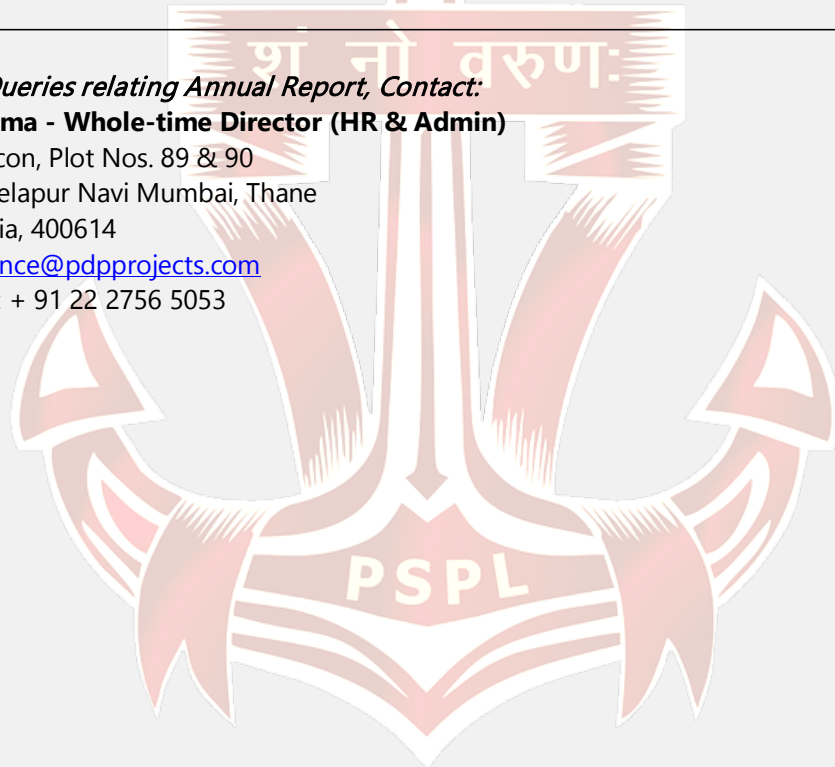 शं नो वरुणः
ueries relating Annual Report, Contact:
ma - Whole-time Director (HR & Admin)
con, Plot Nos. 89 & 90
elapur Navi Mumbai, Thane
ia, 400614
nce@pdpprojects.com
: + 91 22 2756 5053
PSPL